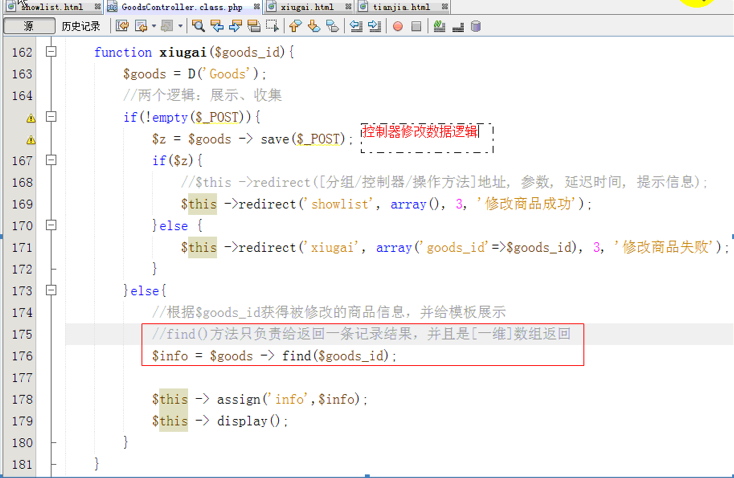 showlist.html GoodsController.class.php xiugai.html tianjia.html
源 历史记录
162 function xiugai($goods_id){
163 $goods = D('Goods');
164 //两个逻辑: 展示、收集
if(!empty($_POST)){
$z = $goods -> save($_POST); 控制器修改数据逻辑
167 if($z){
168 //$this ->redirect([分组/控制器/操作方法]地址, 参数, 延迟时间, 提示信息);
169 $this ->redirect('showlist', array(), 3, '修改商品成功');
170 }else {
171 $this ->redirect('xiugai', array('goods_id'=>$goods_id), 3, '修改商品失败');
172 }
173 }else{
174 //根据$goods_id获得被修改的商品信息, 并给模板展示
175 //find()方法只负责给返回一条记录结果, 并且是[一维]数组返回
176 $info = $goods -> find($goods_id);
177
178 $this -> assign('info',$info);
179 $this -> display();
180 }
181 }